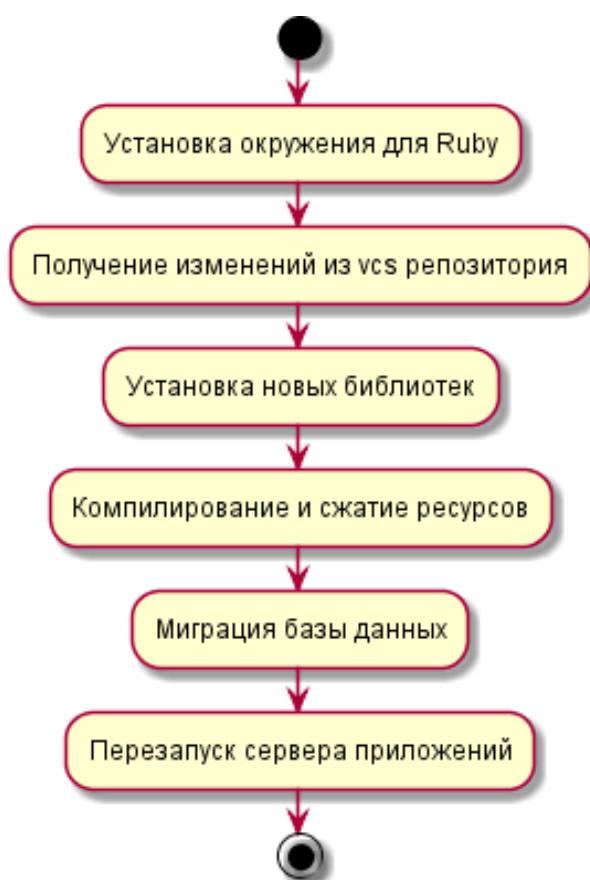 Установка окружения для Ruby
Получение изменений из vcs репозитория
Установка новых библиотек
Компилирование и сжатие ресурсов
Миграция базы данных
Перезапуск сервера приложений